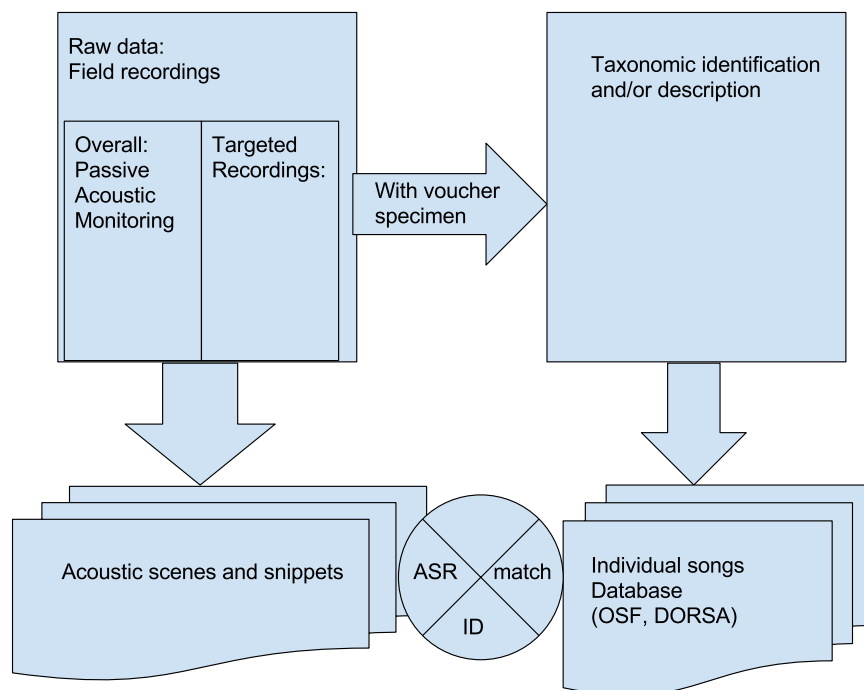 Raw data:
Field recordings
Overall:
Passive
Acoustic
Monitoring
Targeted
Recordings:
With voucher
specimen
Taxonomic identification
and/or description
Acoustic scenes and snippets
ASR
match
ID
Individual songs
Database
(OSF, DORSA)